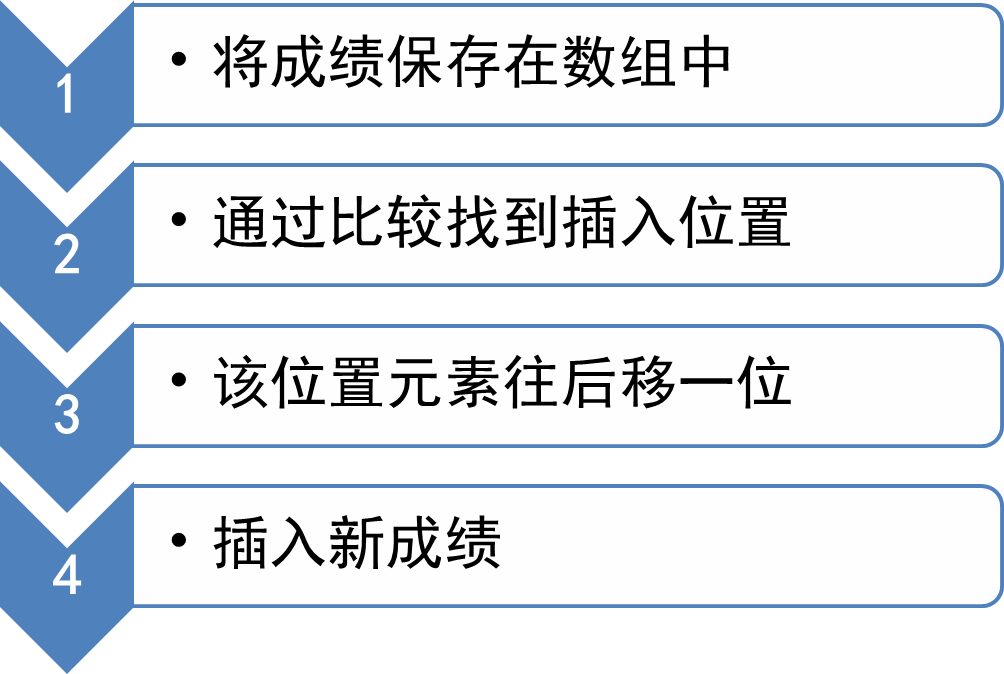 1
• 将成绩保存在数组中
2
• 通过比较找到插入位置
3
• 该位置元素往后移一位
4
• 插入新成绩